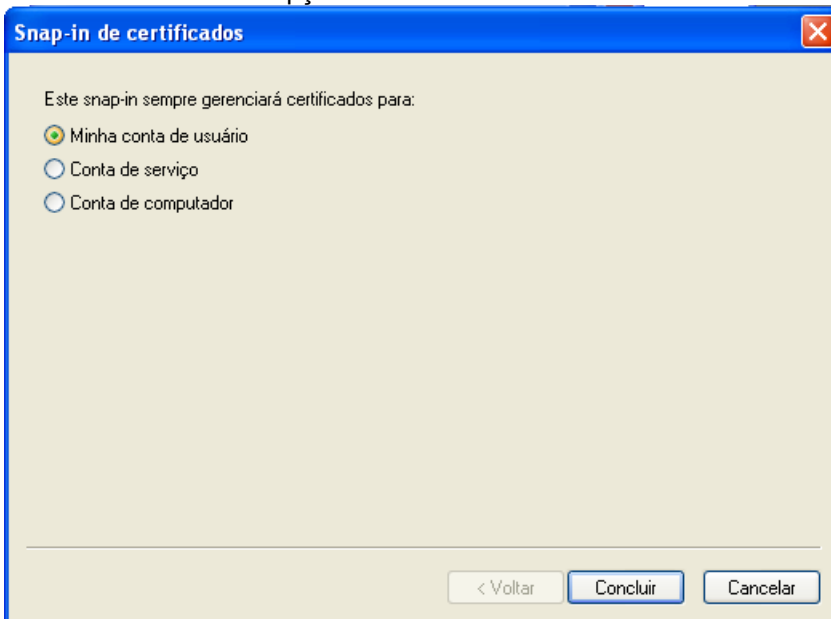 Snap-in de certificados
Este snap-in sempre gerenciará certificados para:
Minha conta de usuário
Conta de serviço
Conta de computador
< Voltar Concluir Cancelar